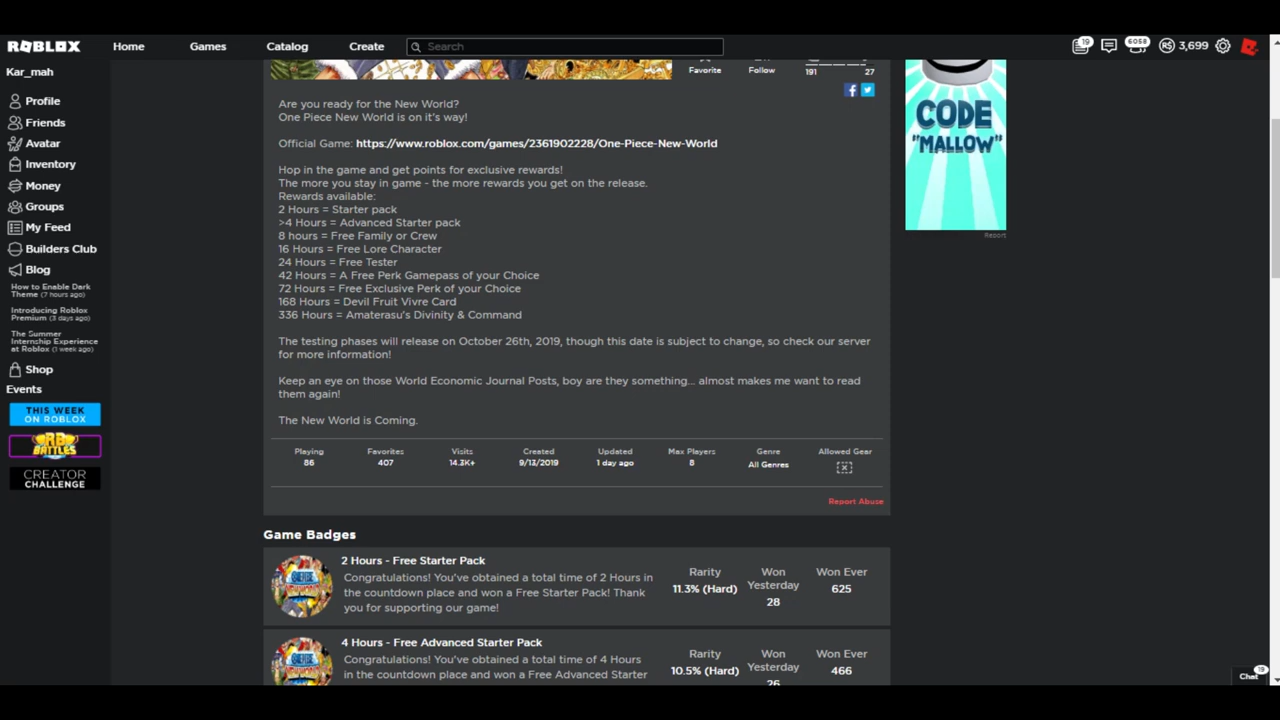 ROBLOX Home Games Catalog Create Search 19 6058 3,699
Kar_mah
Profile
Friends
Avatar
Inventory
Money
Groups
My Feed
Builders Club
Blog
How to Enable Dark
Theme (7 hours ago)
Introducing Roblox
Premium (3 days ago)
The Summer
Internship Experience
at Roblox (1 week ago)
Shop
Events
THIS WEEK
ON ROBLOX
RB
BATTLES
CREATOR
CHALLENGE
Favorite Follow 191 27
Are you ready for the New World?
One Piece New World is on it's way!
Official Game: https://www.roblox.com/games/2361902228/One-Piece-New-World
Hop in the game and get points for exclusive rewards!
The more you stay in game - the more rewards you get on the release.
Rewards available:
2 Hours = Starter pack
>4 Hours = Advanced Starter pack
8 hours = Free Family or Crew
16 Hours = Free Lore Character
24 Hours = Free Tester
42 Hours = A Free Perk Gamepass of your Choice
72 Hours = Free Exclusive Perk of your Choice
168 Hours = Devil Fruit Vivre Card
336 Hours = Amaterasu's Divinity & Command
The testing phases will release on October 26th, 2019, though this date is subject to change, so check our server
for more information!
Keep an eye on those World Economic Journal Posts, boy are they something... almost makes me want to read
them again!
The New World is Coming.
Playing Favorites Visits Created Updated Max Players Genre Allowed Gear
86 407 14.3K+ 9/13/2019 1 day ago 8 All Genres
Report Abuse
Game Badges
2 Hours - Free Starter Pack
Congratulations! You've obtained a total time of 2 Hours in
the countdown place and won a Free Starter Pack! Thank
you for supporting our game!
Rarity
11.3% (Hard)
Won
Yesterday
28
Won Ever
625
4 Hours - Free Advanced Starter Pack
Congratulations! You've obtained a total time of 4 Hours
in the countdown place and won a Free Advanced Starter
Rarity
10.5% (Hard)
Won
Yesterday
26
Won Ever
466
CODE
"MALLOW"
Report
Chat 19